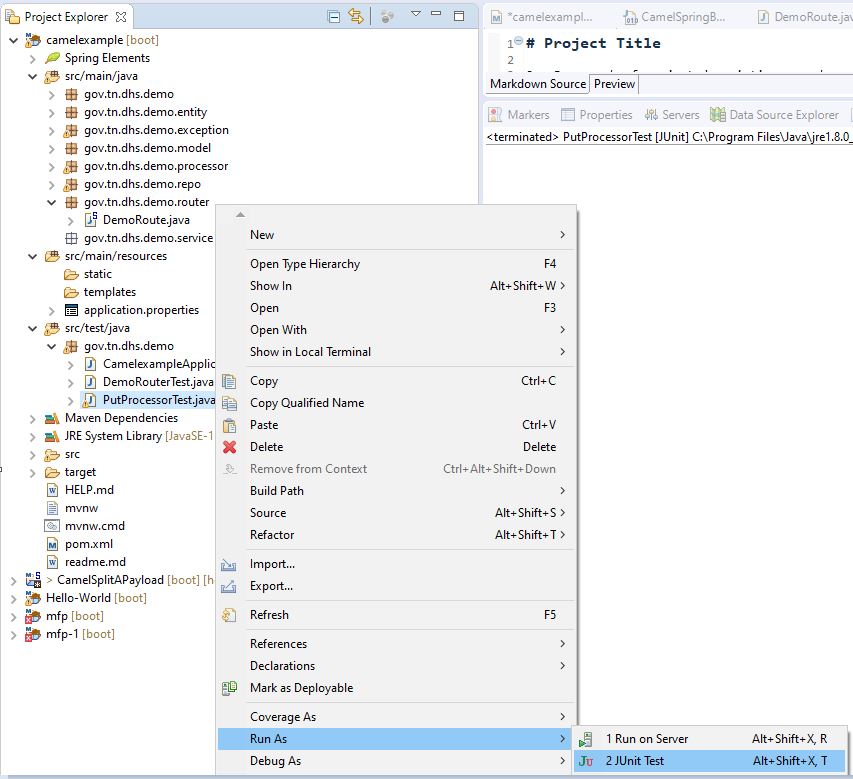 Project Explorer
camelexample [boot]
Spring Elements
src/main/java
gov.tn.dhs.demo
gov.tn.dhs.demo.entity
gov.tn.dhs.demo.exception
gov.tn.dhs.demo.model
gov.tn.dhs.demo.processor
gov.tn.dhs.demo.repo
gov.tn.dhs.demo.router
DemoRoute.java
gov.tn.dhs.demo.service
src/main/resources
static
templates
application.properties
src/test/java
gov.tn.dhs.demo
CamelexampleApplic
DemoRouterTest.java
PutProcessorTest.java
Maven Dependencies
JRE System Library [JavaSE-1
src
target
HELP.md
mvnw
mvnw.cmd
pom.xml
readme.md
> CamelSplitAPayload [boot] [h
Hello-World [boot]
mfp [boot]
mfp-1 [boot]
*camelexampl... CamelSpringB... DemoRoute.jav
1 # Project Title
2
Markdown Source Preview
Markers Properties Servers Data Source Explorer
<terminated> PutProcessorTest [JUnit] C:\Program Files\Java\jre1.8.0_
New
Open Type Hierarchy F4
Show In Alt+Shift+W
Open F3
Open With
Show in Local Terminal
Copy Ctrl+C
Copy Qualified Name
Paste Ctrl+V
Delete Delete
Remove from Context Ctrl+Alt+Shift+Down
Build Path
Source Alt+Shift+S
Refactor Alt+Shift+T
Import...
Export...
Refresh F5
References
Declarations
Mark as Deployable
Coverage As
Run As
Debug As
1 Run on Server Alt+Shift+X, R
2 JUnit Test Alt+Shift+X, T